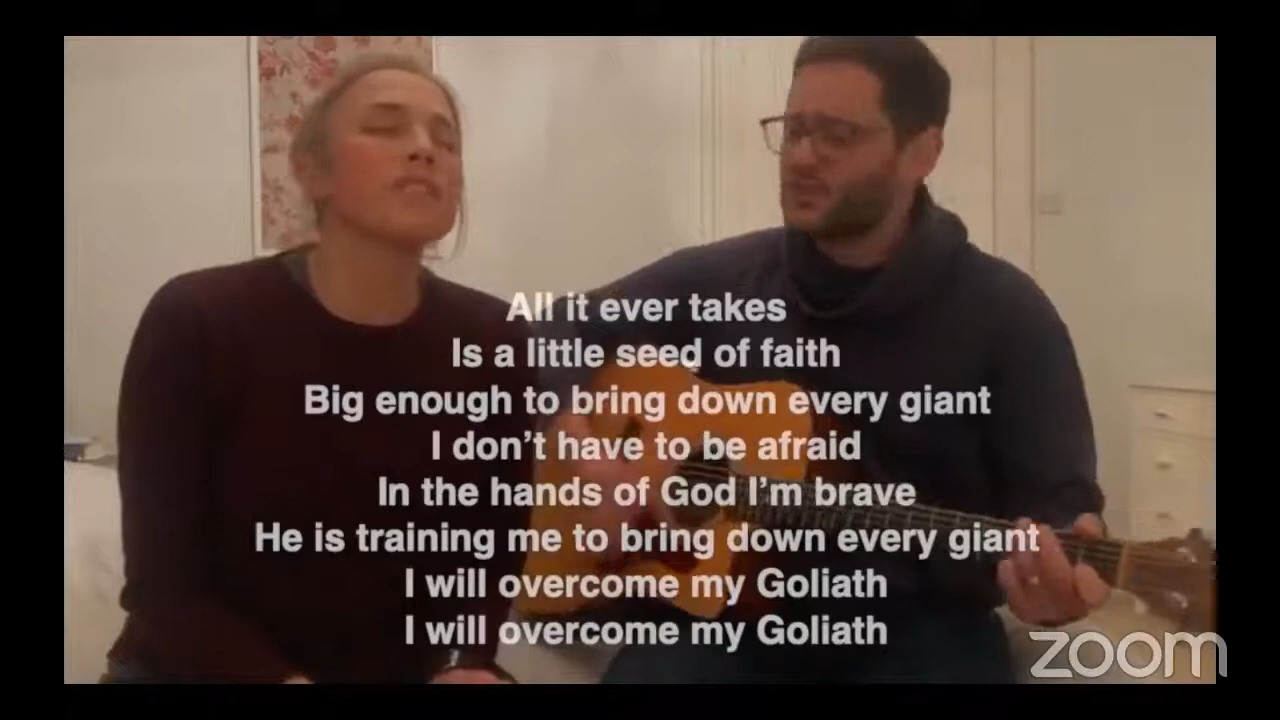 All it ever takes
Is a little seed of faith
Big enough to bring down every giant
I don't have to be afraid
In the hands of God I'm brave
He is training me to bring down every giant
I will overcome my Goliath
I will overcome my Goliath
zoom